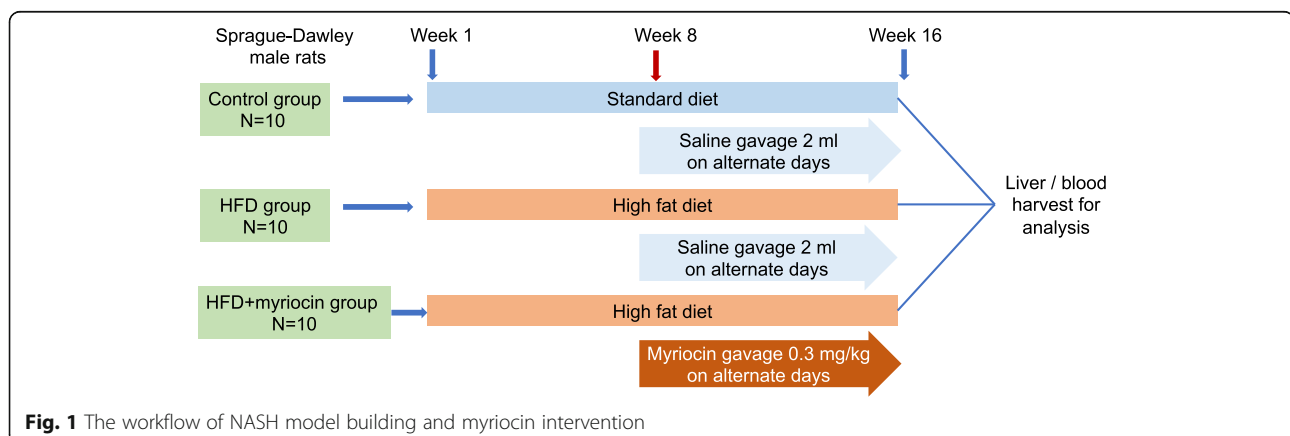 Sprague-Dawley
male rats
Week 1
Week 8
Week 16
Control group
N=10
Standard diet
Saline gavage 2 ml
on alternate days
HFD group
N=10
High fat diet
Saline gavage 2 ml
on alternate days
HFD+myriocin group
N=10
High fat diet
Myriocin gavage 0.3 mg/kg
on alternate days
Liver / blood
harvest for
analysis
Fig. 1 The workflow of NASH model building and myriocin intervention